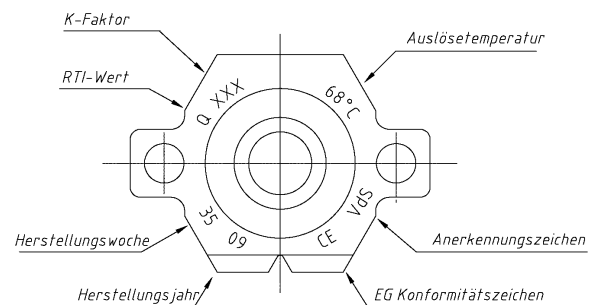 K-Faktor
Auslösetemperatur
RTI-Wert
Q XXX
68°C
35
09
CE
VdS
Herstellungswoche
Anerkennungszeichen
Herstellungsjahr
EG Konformitätszeichen